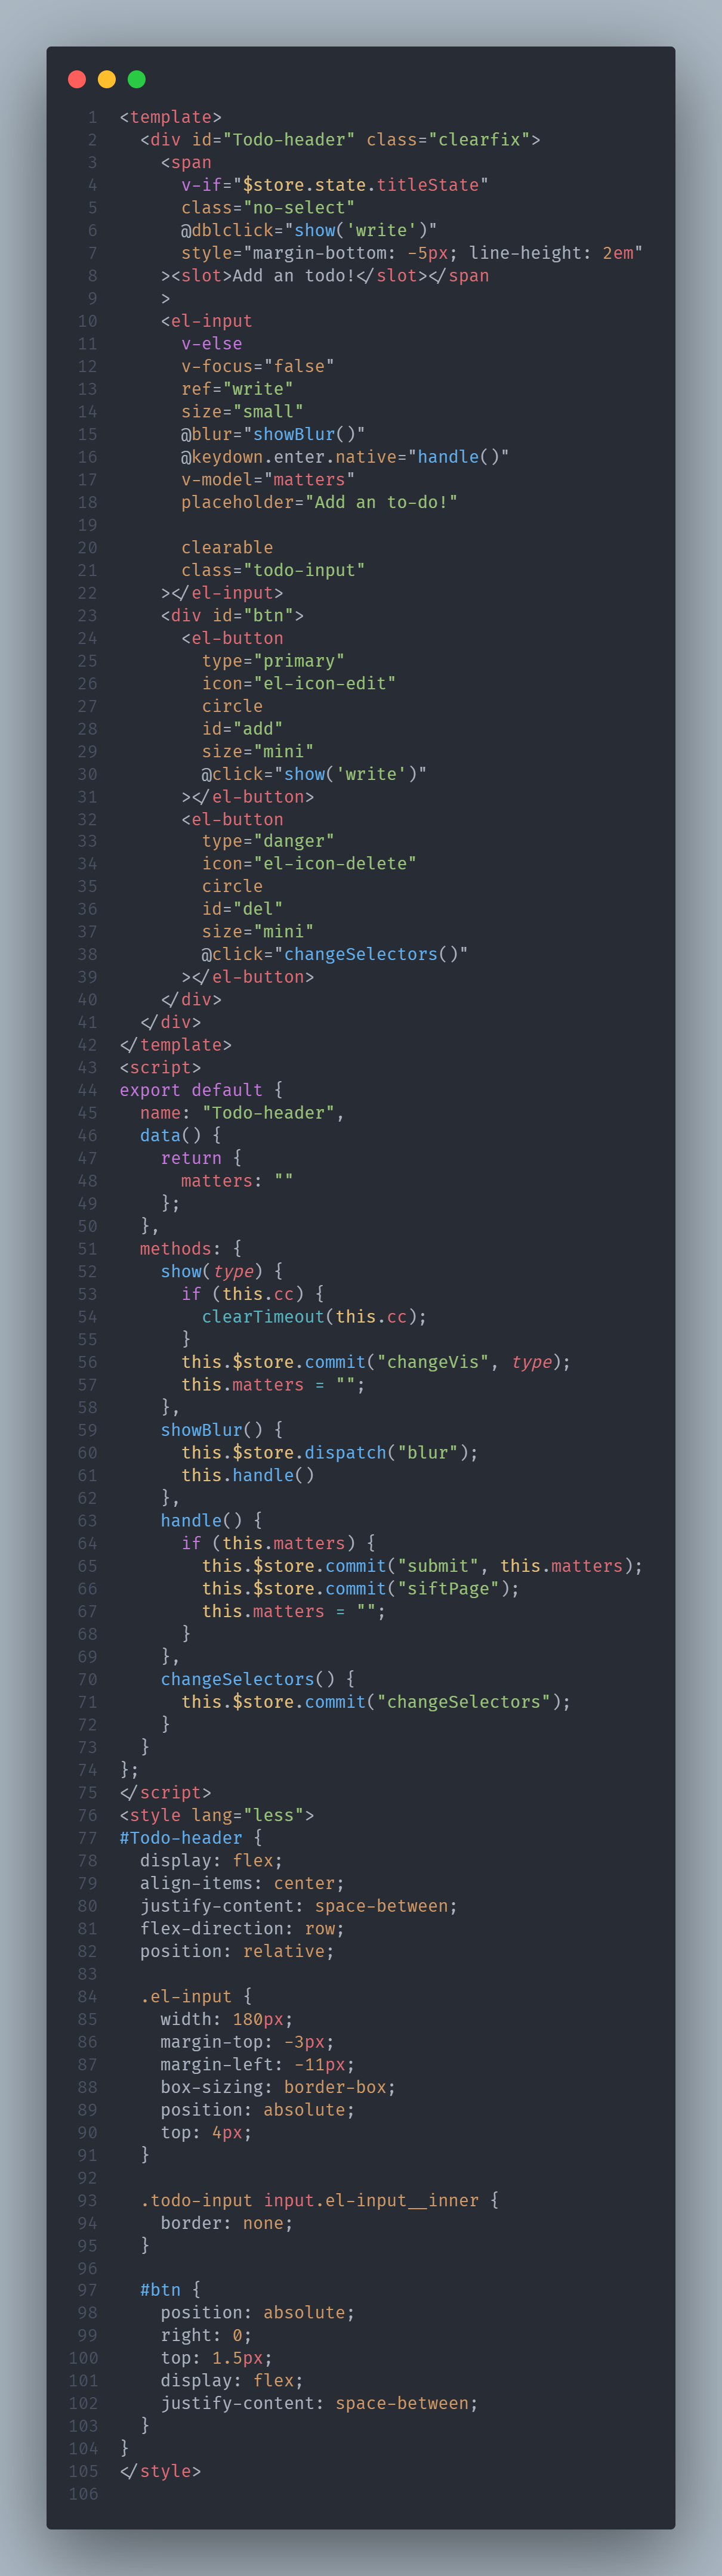 1 <template>
2   <div id="Todo-header" class="clearfix">
3     <span
4       v-if="$store.state.titleState"
5       class="no-select"
6       @dblclick="show('write')"
7       style="margin-bottom: -5px; line-height: 2em"
8     ><slot>Add an todo!</slot></span
9     >
10     <el-input
11       v-else
12       v-focus="false"
13       ref="write"
14       size="small"
15       @blur="showBlur()"
16       @keydown.enter.native="handle()"
17       v-model="matters"
18       placeholder="Add an to-do!"
19
20       clearable
21       class="todo-input"
22     ></el-input>
23     <div id="btn">
24       <el-button
25         type="primary"
26         icon="el-icon-edit"
27         circle
28         id="add"
29         size="mini"
30         @click="show('write')"
31       ></el-button>
32       <el-button
33         type="danger"
34         icon="el-icon-delete"
35         circle
36         id="del"
37         size="mini"
38         @click="changeSelectors()"
39       ></el-button>
40     </div>
41   </div>
42 </template>
43 <script>
44 export default {
45   name: "Todo-header",
46   data() {
47     return {
48       matters: ""
49     };
50   },
51   methods: {
52     show(type) {
53       if (this.cc) {
54         clearTimeout(this.cc);
55       }
56       this.$store.commit("changeVis", type);
57       this.matters = "";
58     },
59     showBlur() {
60       this.$store.dispatch("blur");
61       this.handle()
62     },
63     handle() {
64       if (this.matters) {
65         this.$store.commit("submit", this.matters);
66         this.$store.commit("siftPage");
67         this.matters = "";
68       }
69     },
70     changeSelectors() {
71       this.$store.commit("changeSelectors");
72     }
73   }
74 };
75 </script>
76 <style lang="less">
77 #Todo-header {
78   display: flex;
79   align-items: center;
80   justify-content: space-between;
81   flex-direction: row;
82   position: relative;
83
84   .el-input {
85     width: 180px;
86     margin-top: -3px;
87     margin-left: -11px;
88     box-sizing: border-box;
89     position: absolute;
90     top: 4px;
91   }
92
93   .todo-input input.el-input__inner {
94     border: none;
95   }
96
97   #btn {
98     position: absolute;
99     right: 0;
100     top: 1.5px;
101     display: flex;
102     justify-content: space-between;
103   }
104 }
105 </style>
106